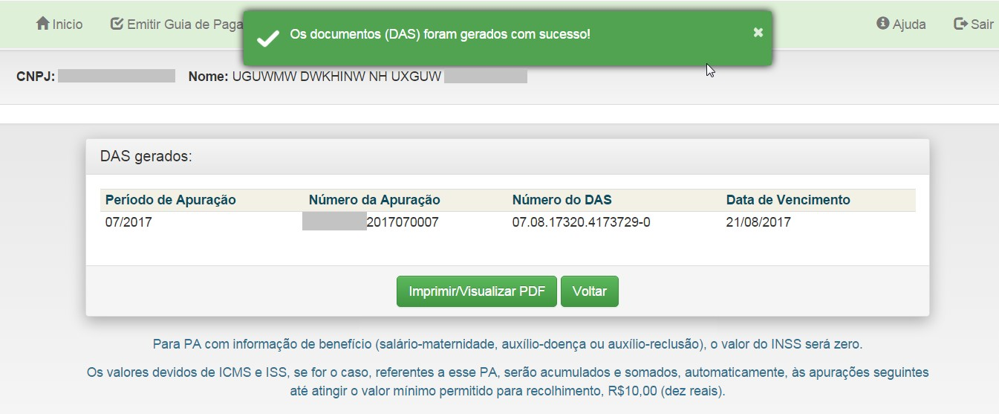 Inicio Emitir Guia de Paga Ajuda Sair
Os documentos (DAS) foram gerados com sucesso!
CNPJ: Nome: UGUWMW DWKHINW NH UXGUW
DAS gerados:
Período de Apuração Número da Apuração Número do DAS Data de Vencimento
07/2017 2017070007 07.08.17320.4173729-0 21/08/2017
Imprimir/Visualizar PDF Voltar
Para PA com informação de benefício (salário-maternidade, auxílio-doença ou auxílio-reclusão), o valor do INSS será zero.
Os valores devidos de ICMS e ISS, se for o caso, referentes a esse PA, serão acumulados e somados, automaticamente, às apurações seguintes
até atingir o valor mínimo permitido para recolhimento, R$10,00 (dez reais).